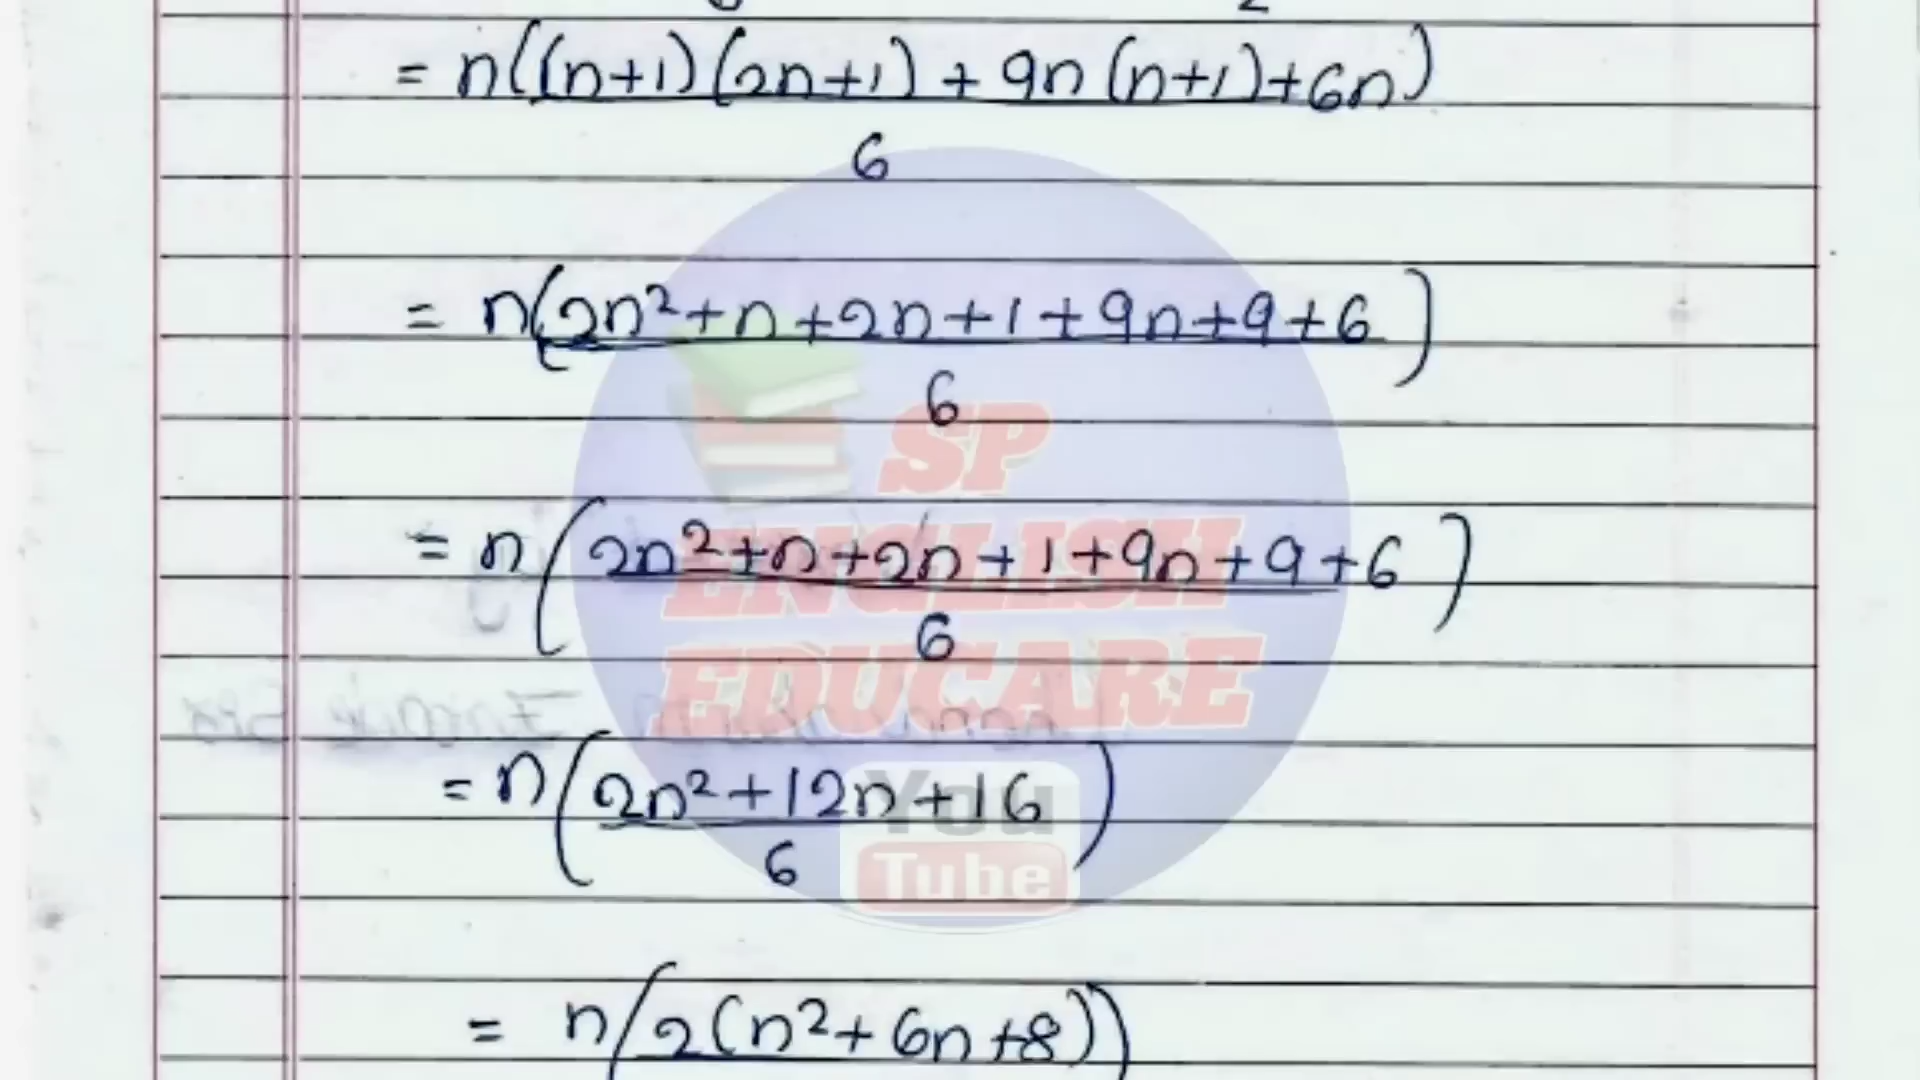 = n((n+1)(2n+1) + 9n(n+1)+6n)
6
= n(2n²+n+2n+1+9n+9+6)
6
= n(2n²+n+2n+1+9n+9+6)
6
= n(2n²+12n+16)
6
= n(2(n²+6n+8))
SP
ENGLISH
EDUCARE
You
Tube